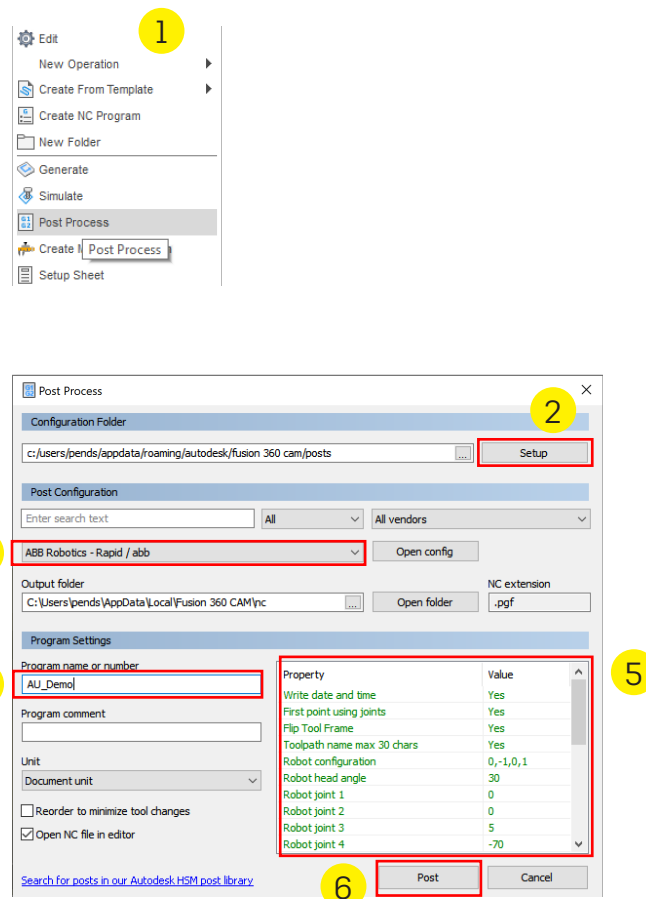 1
Edit
New Operation
Create From Template
Create NC Program
New Folder
Generate
Simulate
Post Process
Create Post Process
Setup Sheet
Post Process
2
Configuration Folder
c:/users/pends/appdata/roaming/autodesk/fusion 360 cam/posts ... Setup
Post Configuration
Enter search text All All vendors
ABB Robotics - Rapid / abb Open config
Output folder NC extension
C:\Users\pends\AppData\Local\Fusion 360 CAM\nc ... Open folder .pgf
Program Settings
Program name or number
AU_Demo
Program comment
Unit
Document unit
Reorder to minimize tool changes
Open NC file in editor
Property Value
Write date and time Yes
First point using joints Yes
Flip Tool Frame Yes
Toolpath name max 30 chars Yes
Robot configuration 0,-1,0,1
Robot head angle 30
Robot joint 1 0
Robot joint 2 0
Robot joint 3 5
Robot joint 4 -70
5
Search for posts in our Autodesk HSM post library
6
Post Cancel